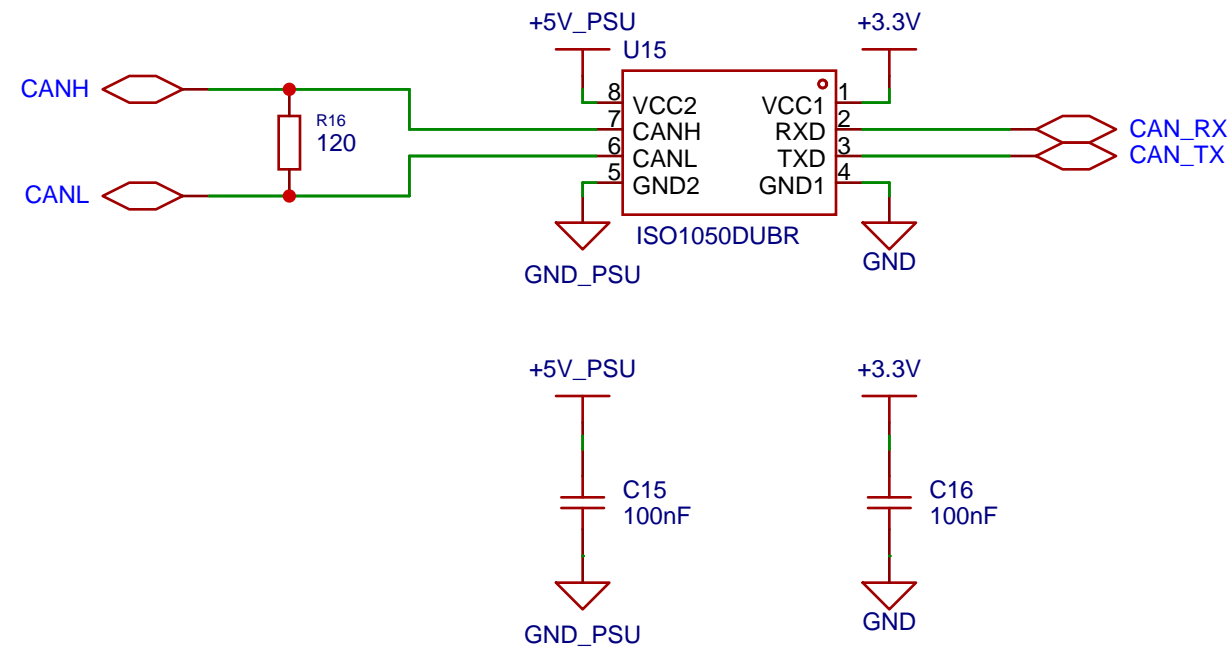 +5V_PSU
+3.3V
U15
CANH
R16
120
CANL
8
7
6
5
VCC2
CANH
CANL
GND2
VCC1
RXD
TXD
GND1
1
2
3
4
CAN_RX
CAN_TX
ISO1050DUBR
GND_PSU
GND
+5V_PSU
+3.3V
C15
100nF
C16
100nF
GND_PSU
GND